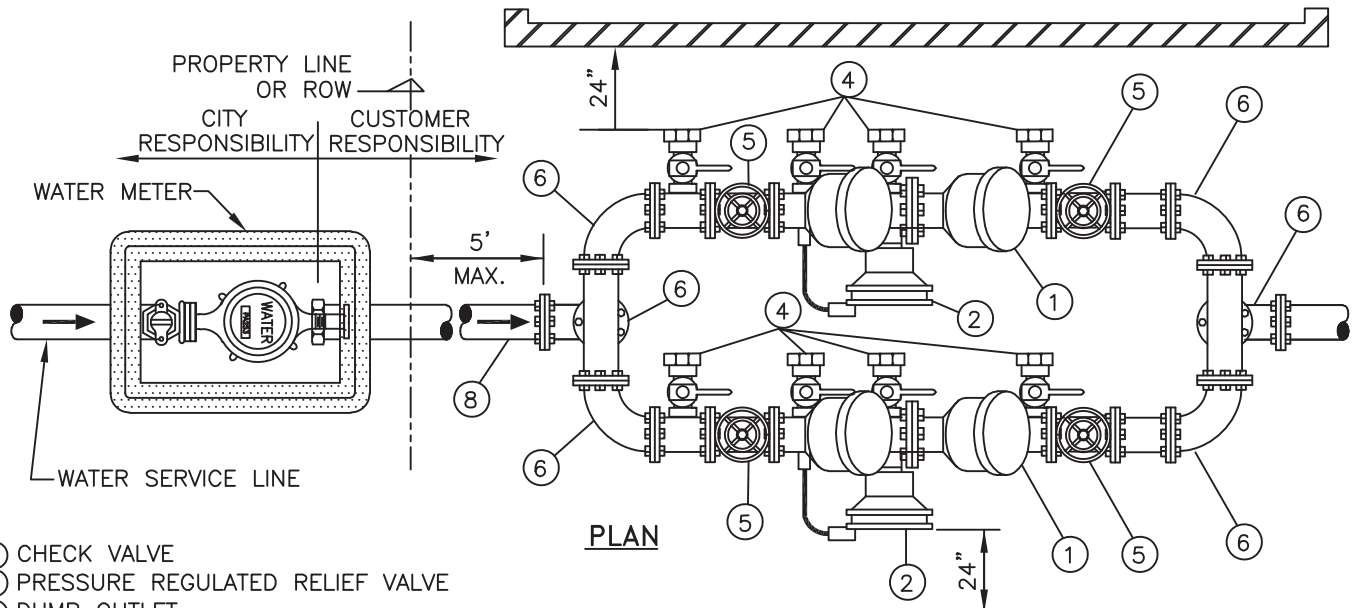 PROPERTY LINE
OR ROW
CITY
RESPONSIBILITY
CUSTOMER
RESPONSIBILITY
WATER METER
WATER
5'
MAX.
24"
4
5
5
6
6
6
6
1
2
4
8
6
5
2
1
5
6
24"
WATER SERVICE LINE
PLAN
CHECK VALVE
PRESSURE REGULATED RELIEF VALVE